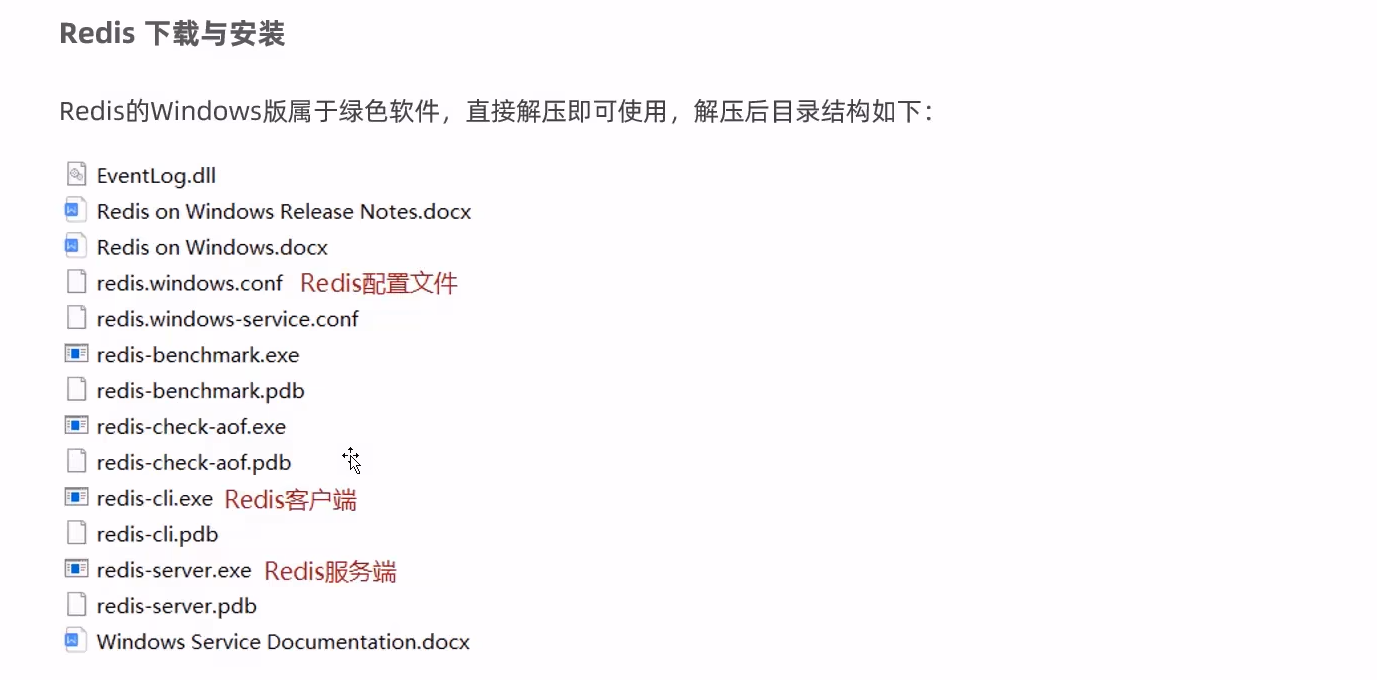 Redis 下载与安装
Redis的Windows版属于绿色软件，直接解压即可使用，解压后目录结构如下：
EventLog.dll
Redis on Windows Release Notes.docx
Redis on Windows.docx
redis.windows.conf Redis配置文件
redis.windows-service.conf
redis-benchmark.exe
redis-benchmark.pdb
redis-check-aof.exe
redis-check-aof.pdb
redis-cli.exe Redis客户端
redis-cli.pdb
redis-server.exe Redis服务端
redis-server.pdb
Windows Service Documentation.docx